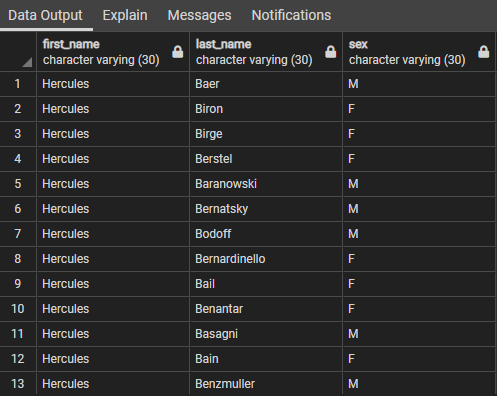 Data Output Explain Messages Notifications
first_name last_name sex
character varying (30) character varying (30) character varying (30)
1 Hercules Baer M
2 Hercules Biron F
3 Hercules Birge F
4 Hercules Berstel F
5 Hercules Baranowski M
6 Hercules Bernatsky M
7 Hercules Bodoff M
8 Hercules Bernardinello F
9 Hercules Bail F
10 Hercules Benantar F
11 Hercules Basagni M
12 Hercules Bain F
13 Hercules Benzmuller M